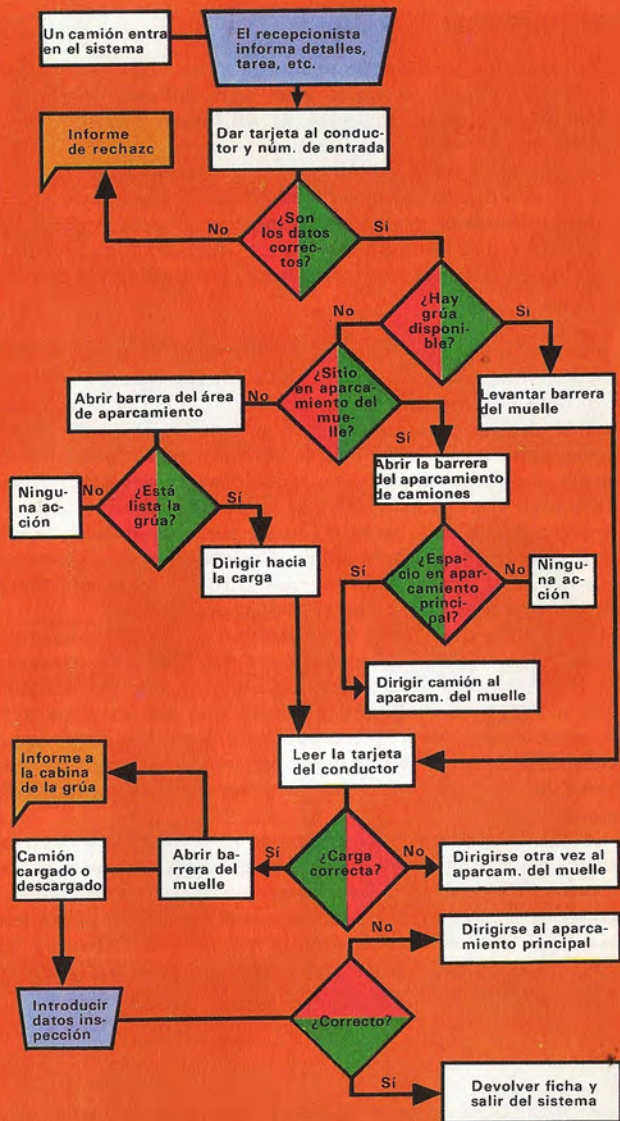 Un camión entra
en el sistema
El recepcionista
informa detalles,
tarea, etc.
Informe
de rechazo
Dar tarjeta al conduc-
tor y núm. de entrada
No
¿Son
los datos
correc-
tos?
Sí
No
¿Hay
grúa
disponi-
ble?
Sí
Abrir barrera del área
de aparcamiento
No
¿Sitio
en aparca-
miento del
mue-
lle?
Sí
Levantar barrera
del muelle
Abrir la barrera
del aparcamiento
de camiones
Ningu-
na ac-
ción
No
¿Está
lista la
grúa?
Sí
Dirigir hacia
la carga
Sí
¿Espa-
cio en apar-
camiento
princi-
pal?
No
Ningu-
na ac-
ción
Dirigir camión al
aparcam. del muelle
Leer la tarjeta
del conductor
Informe a
la cabina
de la grúa
Camión
cargado o
descargado
Abrir ba-
rrera del
muelle
Sí
¿Carga
correcta?
No
Dirigirse otra vez al
aparcam. del muelle
No
Dirigirse al aparca-
miento principal
Introducir
datos ins-
pección
¿Correcto?
Sí
Devolver ficha y
salir del sistema